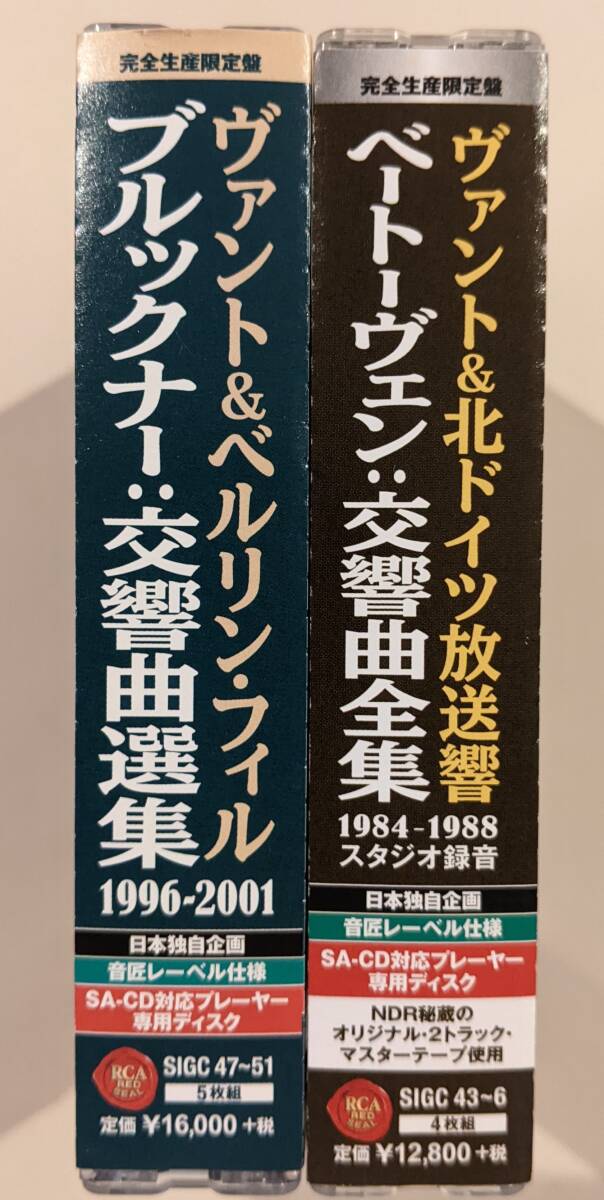 完全生産限定盤
ヴァント&ベルリン・フィル
ブルックナー:交響曲選集
1996-2001
日本独自企画
音匠レーベル仕様
SA-CD対応プレーヤー
専用ディスク
RCA
RED
SEAL
SIGC 47~51
5枚組
定価 ¥16,000 +税
完全生産限定盤
ヴァント&北ドイツ放送響
ベートーヴェン:交響曲全集
1984-1988
スタジオ録音
日本独自企画
音匠レーベル仕様
SA-CD対応プレーヤー
専用ディスク
NDR秘蔵の
オリジナル・2トラック・
マスターテープ使用
RCA
RED
SEAL
SIGC 43~6
4枚組
定価 ¥12,800 +税